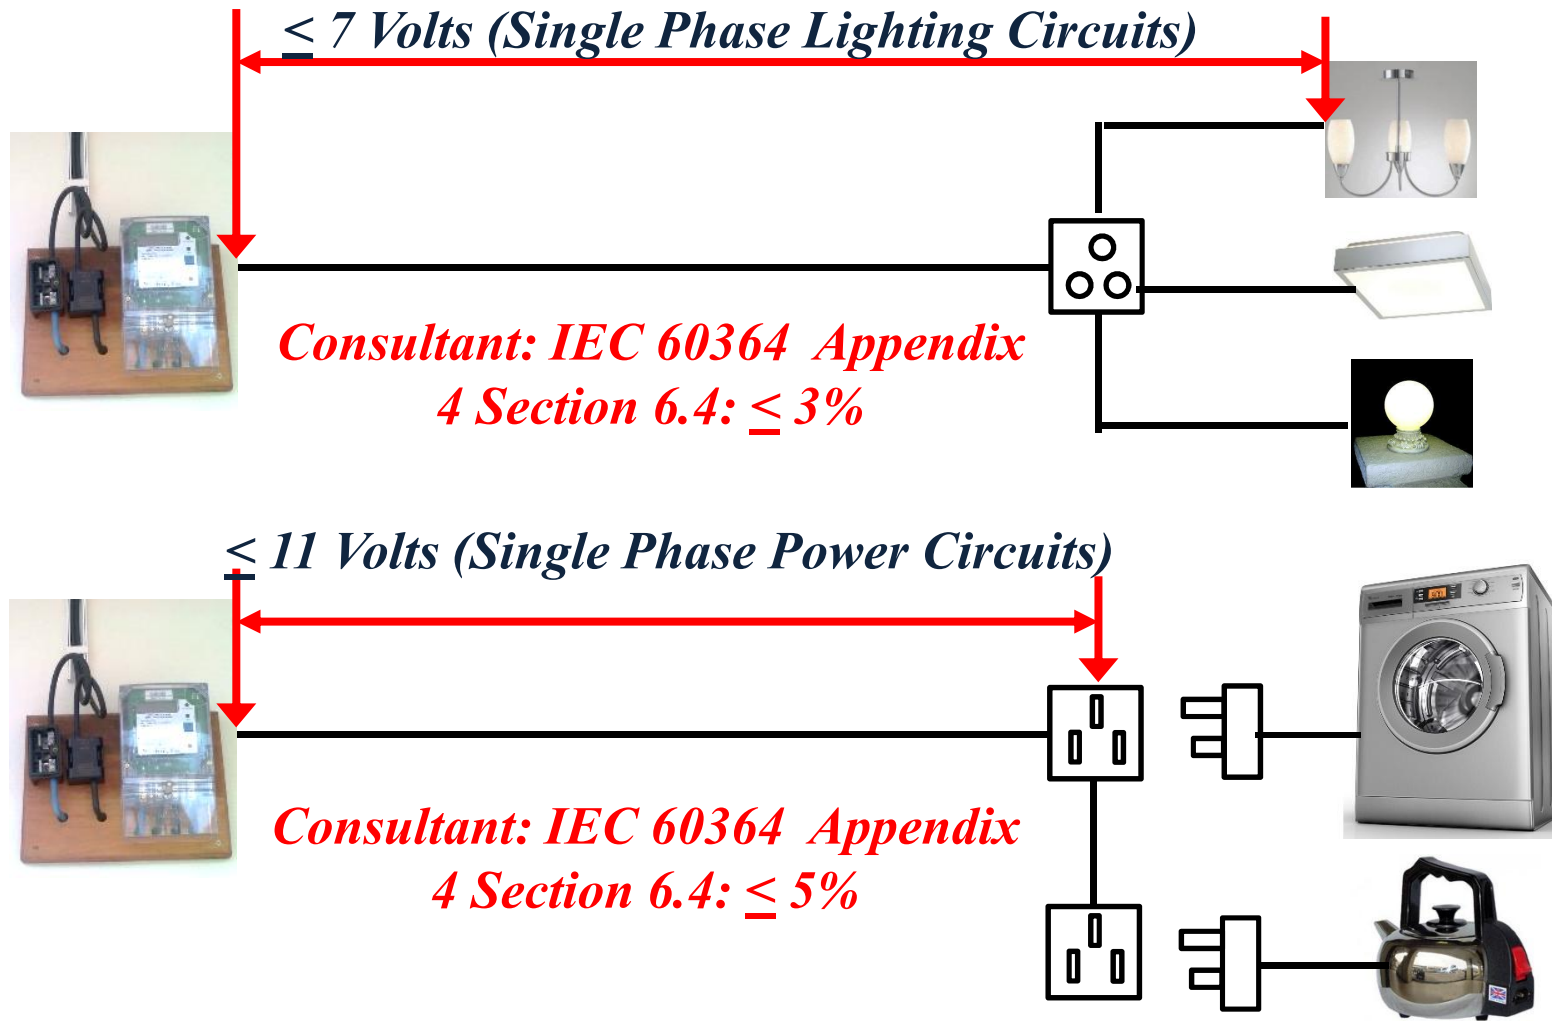 ≤ 7 Volts (Single Phase Lighting Circuits)
Consultant: IEC 60364 Appendix
4 Section 6.4: ≤ 3%
≤ 11 Volts (Single Phase Power Circuits)
Consultant: IEC 60364 Appendix
4 Section 6.4: ≤ 5%